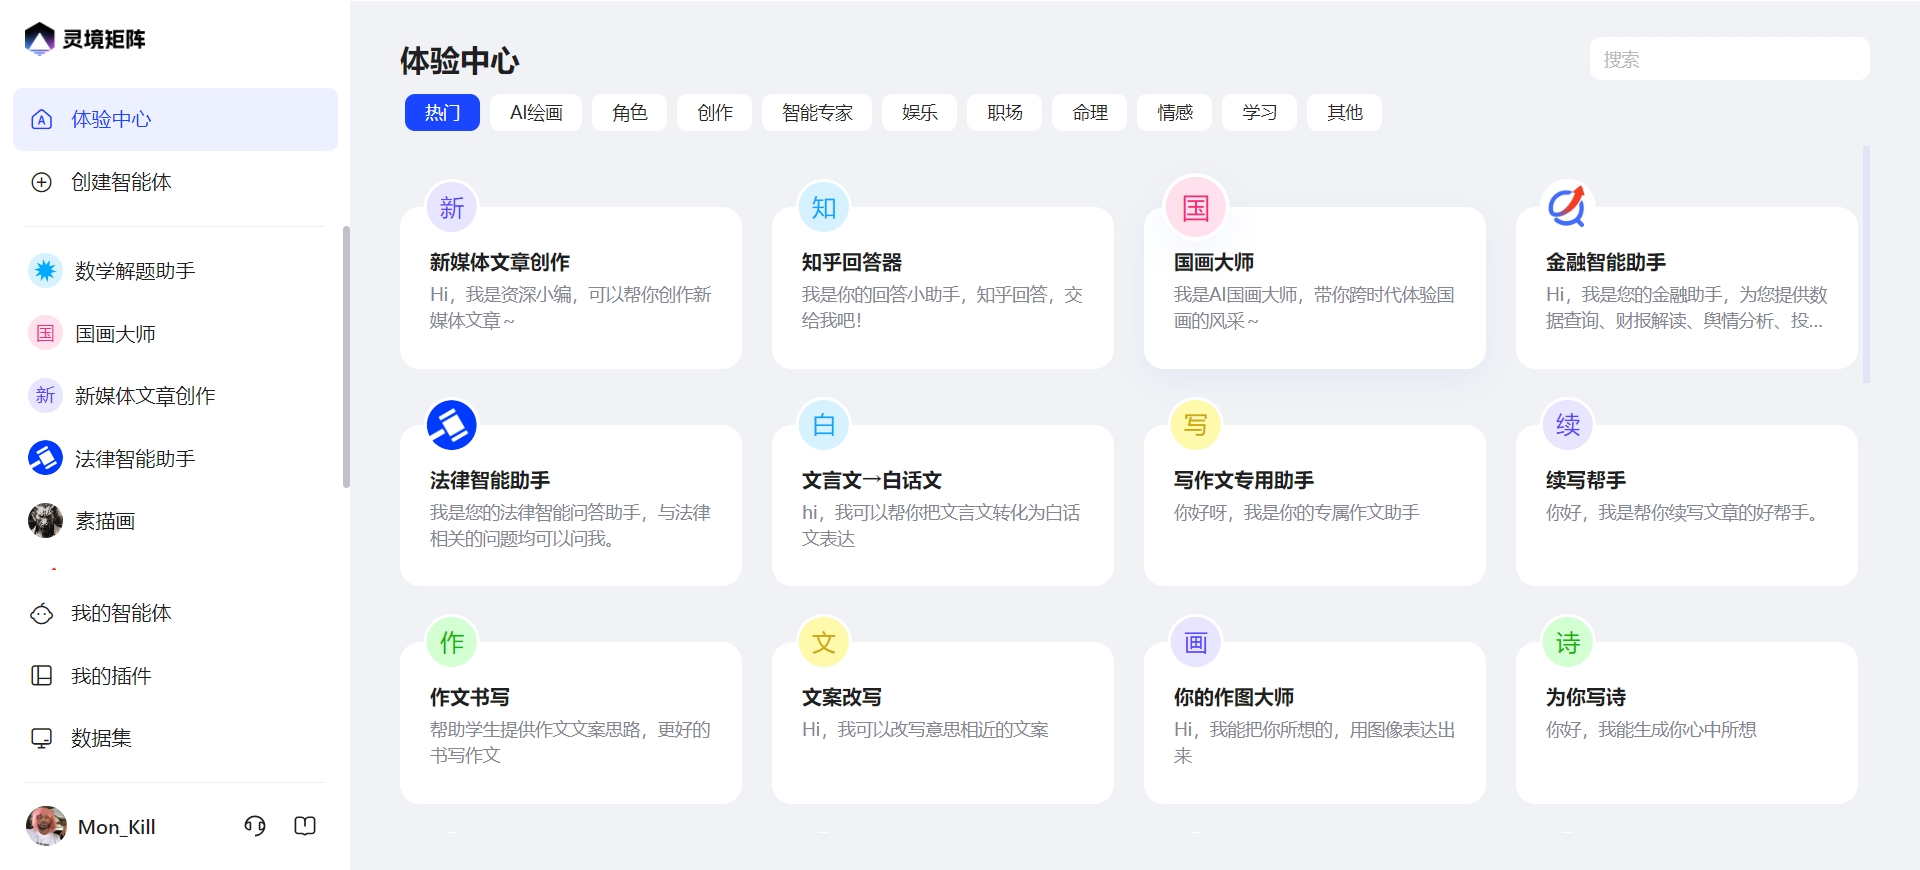 灵境矩阵
体验中心
创建智能体
数学解题助手
国
国画大师
新
新媒体文章创作
法律智能助手
素描画
我的智能体
我的插件
数据集
Mon_Kill
体验中心
搜索
热门
AI绘画
角色
创作
智能专家
娱乐
职场
命理
情感
学习
其他
新
新媒体文章创作
Hi，我是资深小编，可以帮你创作新
媒体文章～
知
知乎回答器
我是你的回答小助手，知乎回答，交
给我吧！
国
国画大师
我是AI国画大师，带你跨时代体验国
画的风采～
金融智能助手
Hi，我是您的金融助手，为您提供数
据查询、财报解读、舆情分析、投...
法律智能助手
我是您的法律智能问答助手，与法律
相关的问题均可以问我。
白
文言文→白话文
hi，我可以帮你把文言文转化为白话
文表达
写
写作文专用助手
你好呀，我是你的专属作文助手
续
续写帮手
你好，我是帮你续写文章的好帮手。
作
作文书写
帮助学生提供作文文案思路，更好的
书写作文
文
文案改写
Hi，我可以改写意思相近的文案
画
你的作图大师
Hi，我能把你所想的，用图像表达出
来
诗
为你写诗
你好，我能生成你心中所想